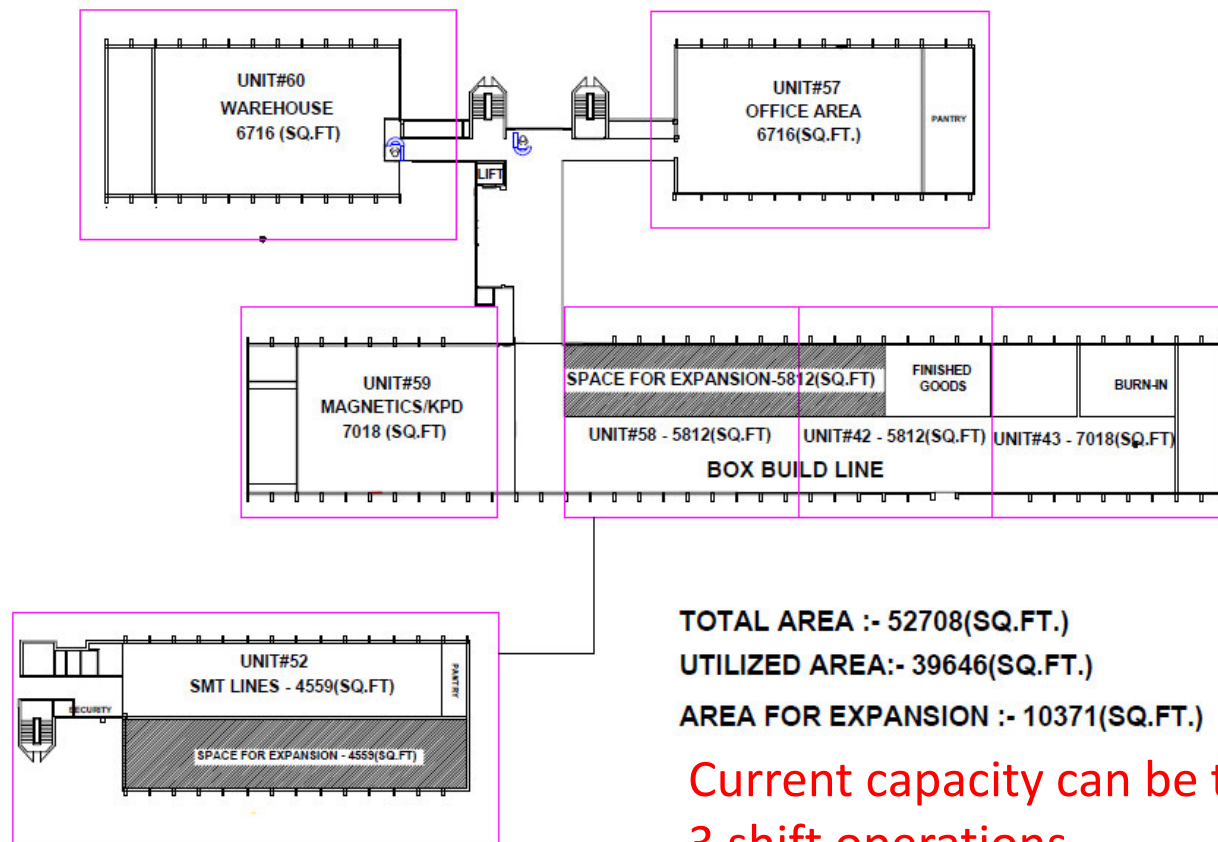 UNIT#60
WAREHOUSE
6716 (SQ.FT)
UNIT#57
OFFICE AREA
6716(SQ.FT.)
PANTRY
LIFT
UNIT#59
MAGNETICS/KPD
7018 (SQ.FT)
SPACE FOR EXPANSION-5812(SQ.FT)
FINISHED
GOODS
BURN-IN
UNIT#58 - 5812(SQ.FT)
UNIT#42 - 5812(SQ.FT)
UNIT#43 - 7018(SQ.FT)
BOX BUILD LINE
UNIT#52
SMT LINES - 4559(SQ.FT)
PANTRY
SECURITY
SPACE FOR EXPANSION - 4559(SQ.FT)
TOTAL AREA :- 52708(SQ.FT.)
UTILIZED AREA:- 39646(SQ.FT.)
AREA FOR EXPANSION :- 10371(SQ.FT.)
Current capacity can be
3 shift operations